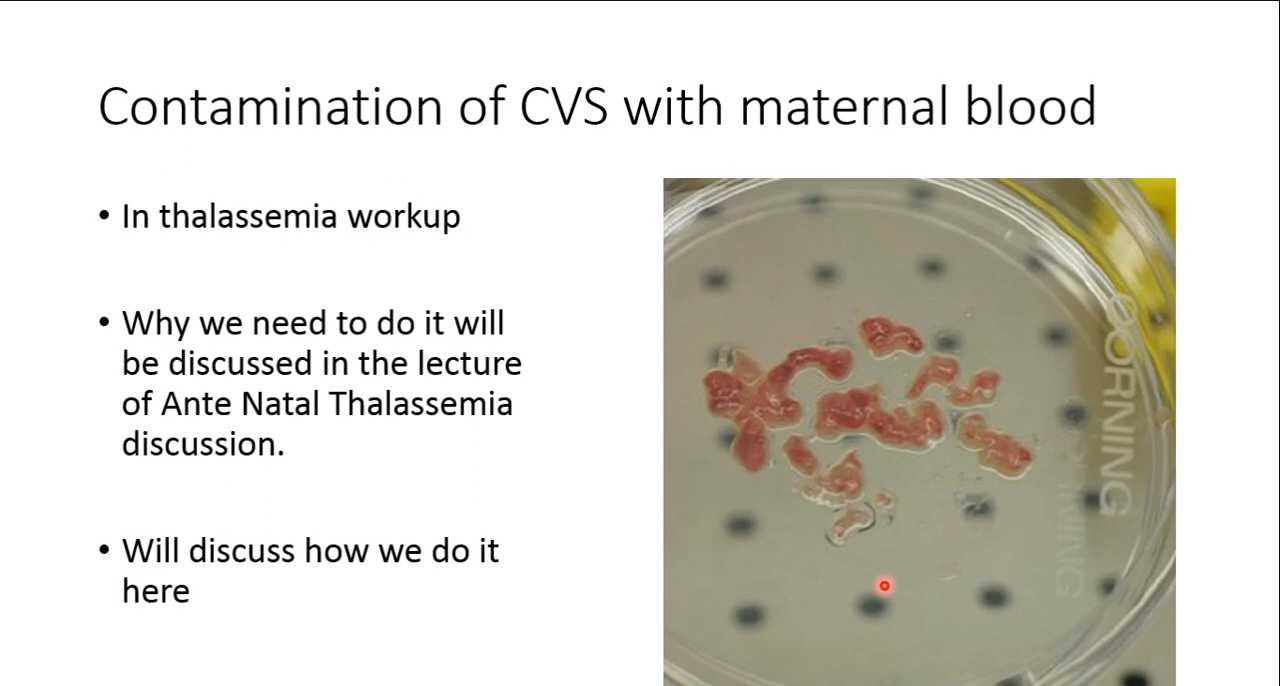 Contamination of CVS with maternal blood
• In thalassemia workup
• Why we need to do it will
be discussed in the lecture
of Ante Natal Thalassemia
discussion.
• Will discuss how we do it
here
CORNING